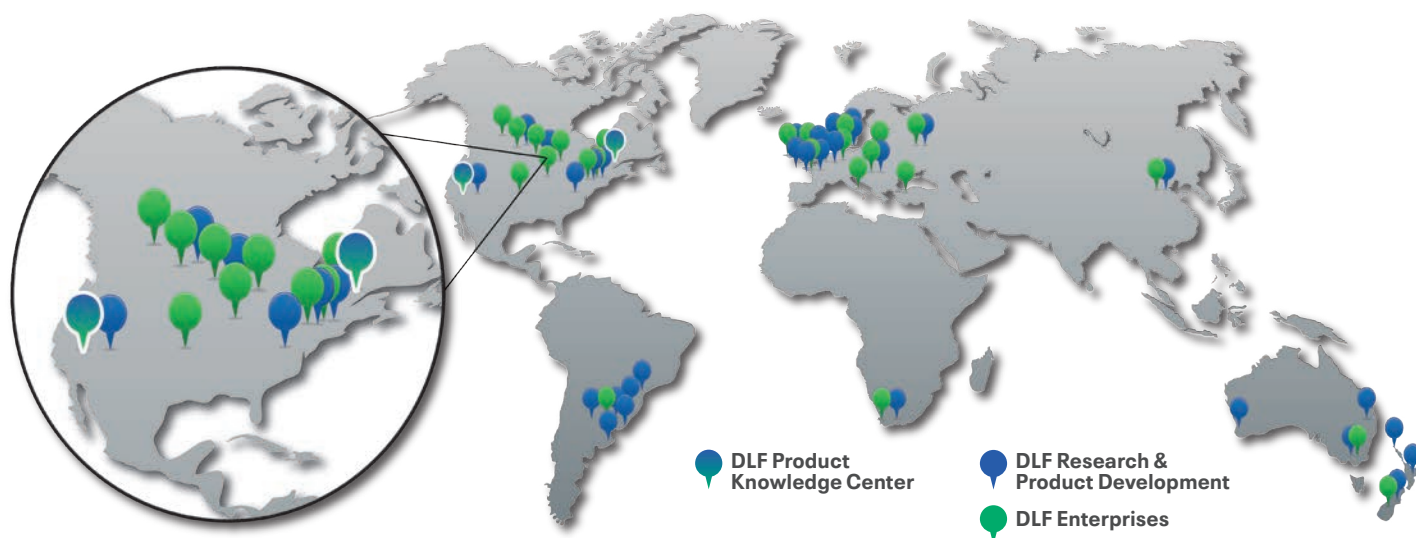 DLF Product
Knowledge Center
DLF Research &
Product Development
DLF Enterprises